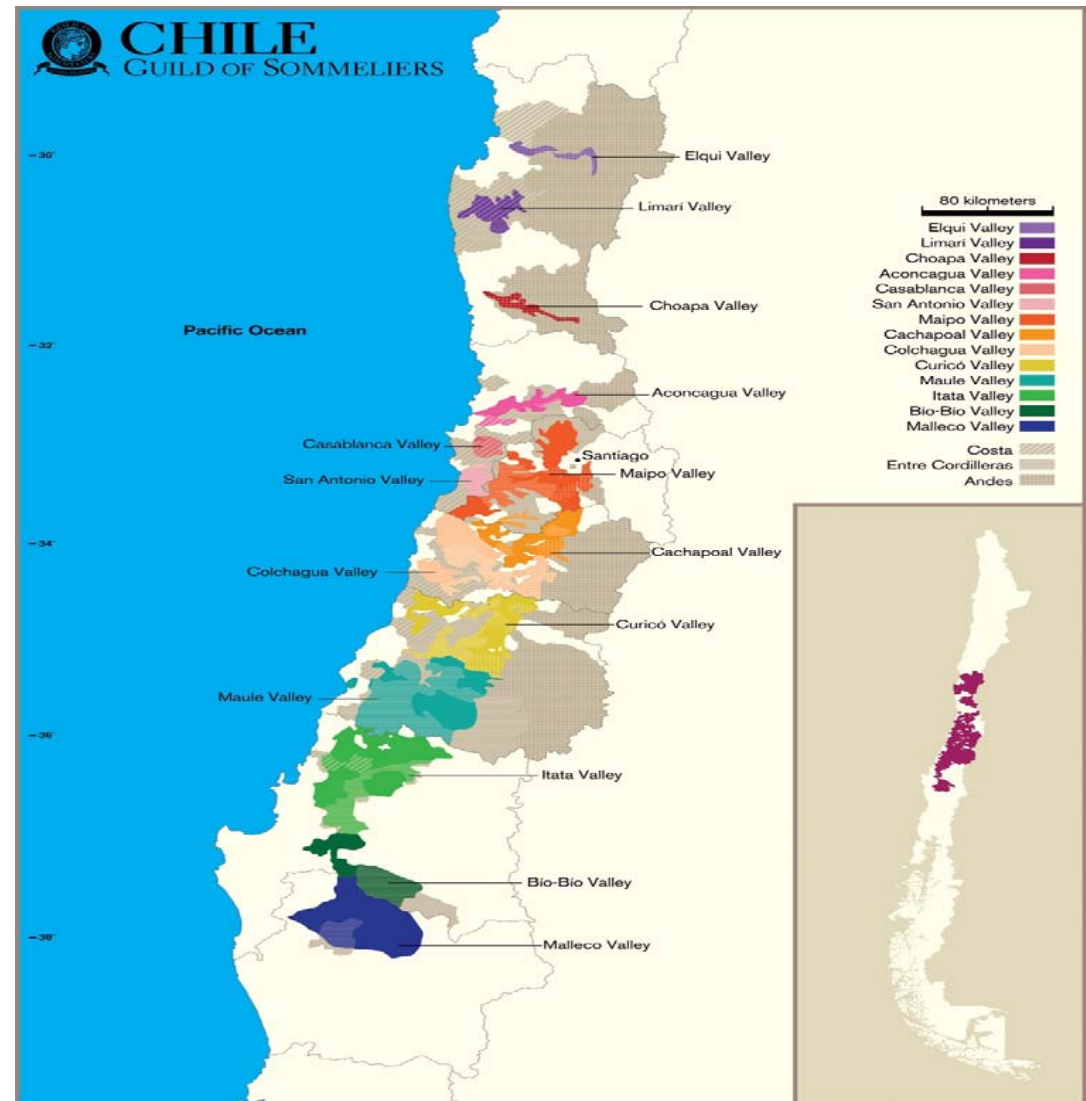 CHILE
GUILD OF SOMMELIERS
-30°
Elqui Valley
Limarí Valley
80 kilometers
Elqui Valley
Limarí Valley
Choapa Valley
Aconcagua Valley
Casablanca Valley
San Antonio Valley
Maipo Valley
Cachapoal Valley
Colchagua Valley
Curicó Valley
Maule Valley
Itata Valley
Bío-Bío Valley
Malleco Valley
Costa
Entre Cordilleras
Andes
Choapa Valley
Pacific Ocean
-32°
Aconcagua Valley
Casablanca Valley
Santiago
San Antonio Valley
Maipo Valley
-34°
Cachapoal Valley
Colchagua Valley
Curicó Valley
Maule Valley
-36°
Itata Valley
Bío-Bío Valley
-38°
Malleco Valley